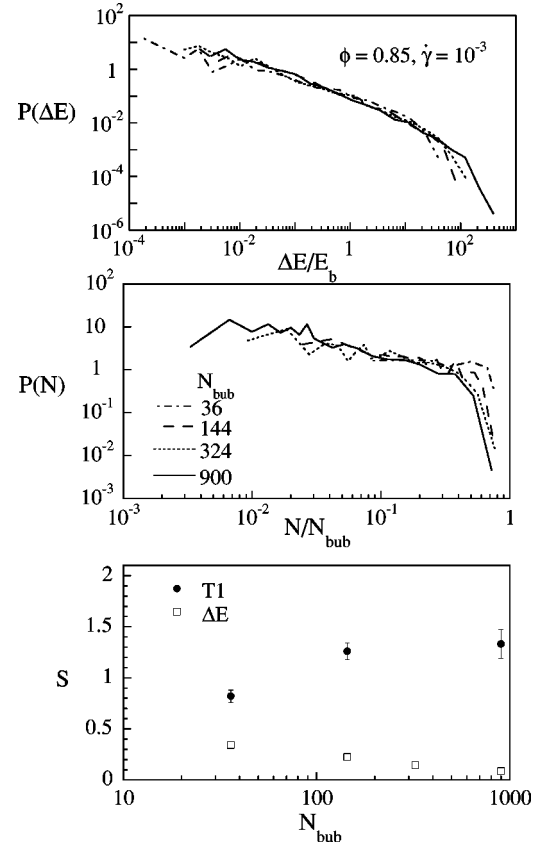 10^2
1
10^-2
10^-4
10^-6
P(ΔE)
ϕ = 0.85, γ̇ = 10^-3
10^-4 10^-2 1 10^2
ΔE/E_b
10^2
10
1
10^-1
10^-2
10^-3
P(N)
N_bub
36
144
324
900
10^-3 10^-2 10^-1 1
N/N_bub
2
1.5
1
0.5
0
S
T1
ΔE
10 100 1000
N_bub